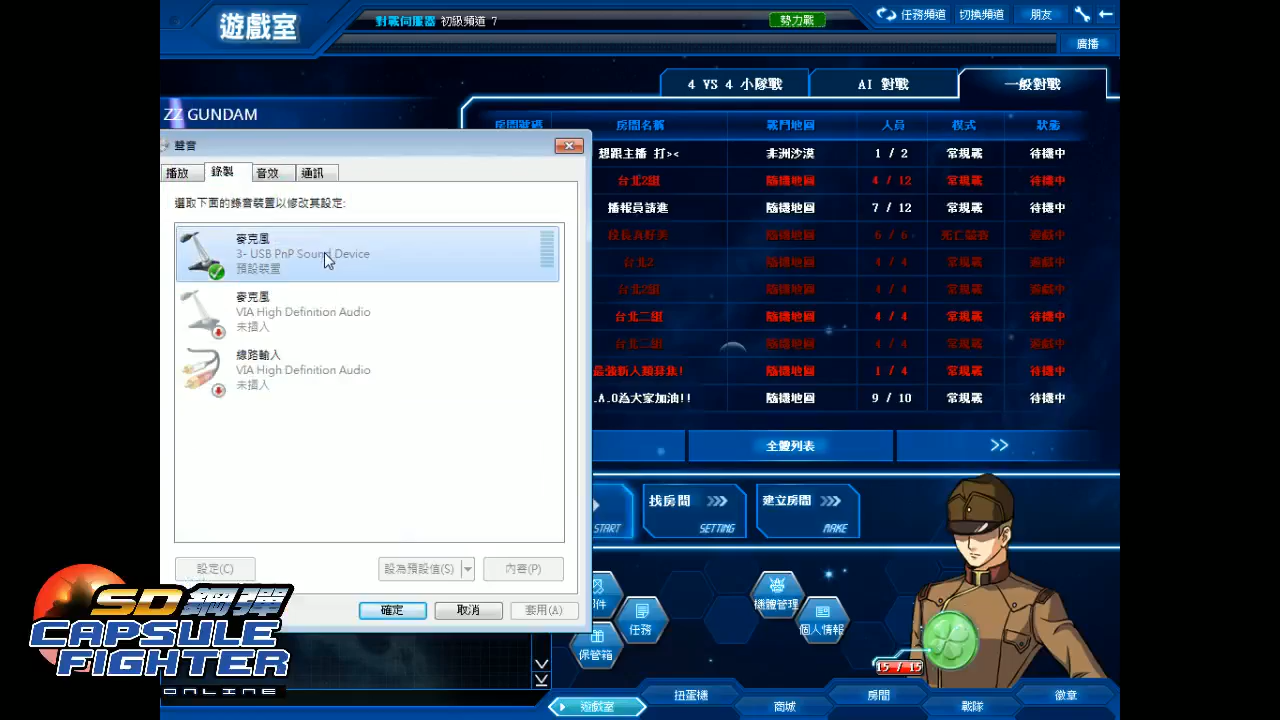 遊戲室
對戰伺服器 初級頻道 7
勢力戰
任務頻道
切換頻道
朋友
廣播
4 VS 4 小隊戰
AI 對戰
一般對戰
ZZ GUNDAM
房間號碼
房間名稱
戰鬥地圖
人員
模式
狀態
想跟主播 打><
非洲沙漠
1 / 2
常規戰
待機中
台北2組
隨機地圖
4 / 12
常規戰
待機中
播報員請進
隨機地圖
7 / 12
常規戰
待機中
段長真好美
隨機地圖
6 / 6
死亡競賽
遊戲中
台北2
隨機地圖
4 / 4
常規戰
遊戲中
台北2組
隨機地圖
4 / 4
常規戰
遊戲中
台北二組
隨機地圖
4 / 4
常規戰
待機中
台北二組
隨機地圖
4 / 4
常規戰
遊戲中
最強新人類募集!
隨機地圖
1 / 4
常規戰
待機中
.A.O為大家加油!!
隨機地圖
9 / 10
常規戰
待機中
全體列表
>>
聲音
播放
錄製
音效
通訊
選取下面的錄音裝置以修改其設定:
麥克風
3- USB PnP Sound Device
預設裝置
麥克風
VIA High Definition Audio
未插入
線路輸入
VIA High Definition Audio
未插入
設定(C)
設為預設值(S)
內容(P)
確定
取消
套用(A)
START
找房間
SETTING
建立房間
MAKE
件
任務
保管箱
機體管理
個人情報
15 / 15
SD鋼彈
CAPSULE
FIGHTER
ONLINE
遊戲室
扭蛋機
商城
房間
戰隊
徽章